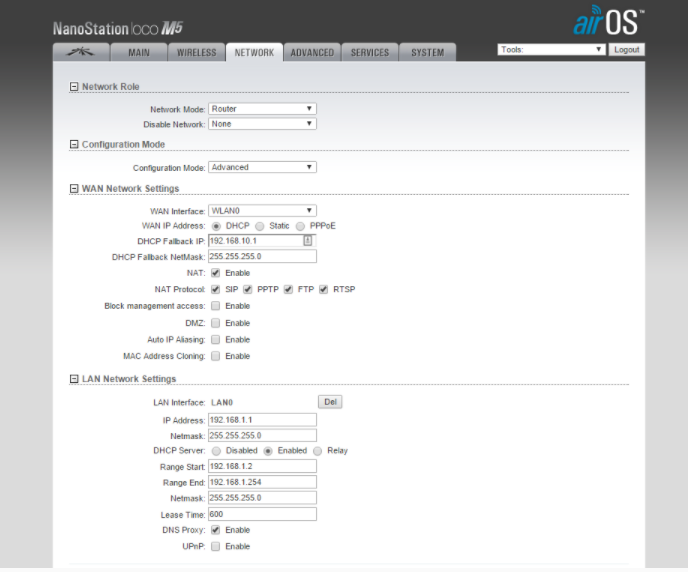 NanoStation loco M5
airOS™
MAIN WIRELESS NETWORK ADVANCED SERVICES SYSTEM Tools: Logout
Network Role
Network Mode: Router
Disable Network: None
Configuration Mode
Configuration Mode: Advanced
WAN Network Settings
WAN Interface: WLAN0
WAN IP Address: DHCP Static PPPoE
DHCP Fallback IP: 192.168.10.1
DHCP Fallback NetMask: 255.255.255.0
NAT: Enable
NAT Protocol: SIP PPTP FTP RTSP
Block management access: Enable
DMZ: Enable
Auto IP Aliasing: Enable
MAC Address Cloning: Enable
LAN Network Settings
LAN Interface: LAN0 Del
IP Address: 192.168.1.1
Netmask: 255.255.255.0
DHCP Server: Disabled Enabled Relay
Range Start: 192.168.1.2
Range End: 192.168.1.254
Netmask: 255.255.255.0
Lease Time: 600
DNS Proxy: Enable
UPnP: Enable